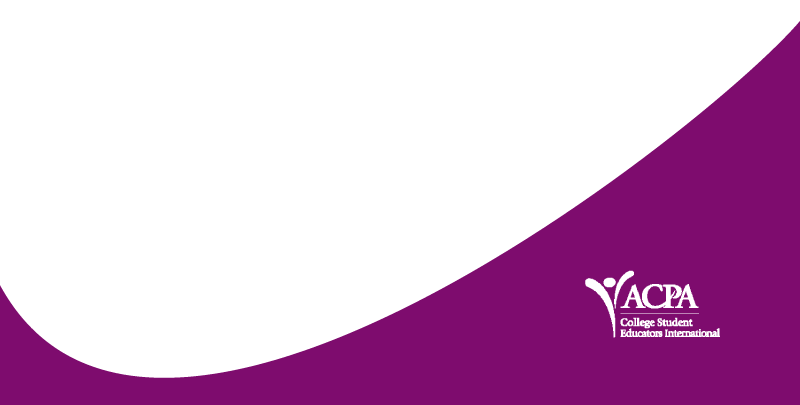 ACPA
College Student
Educators International